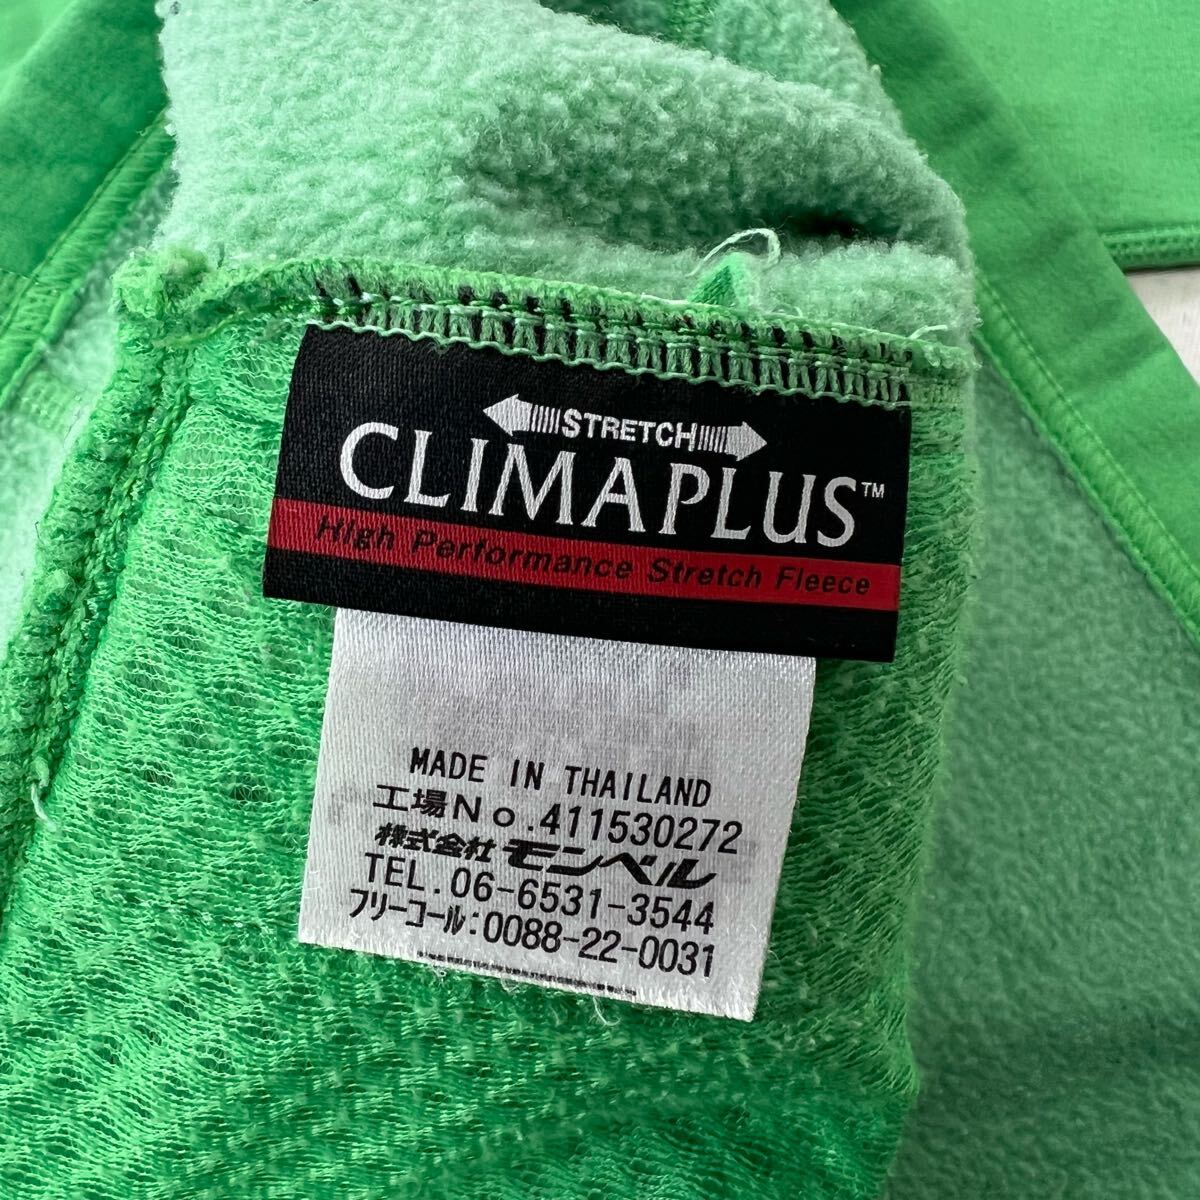 STRETCH
CLIMAPLUS™
High Performance Stretch Fleece
MADE IN THAILAND
工場No.411530272
株式会社モンベル
TEL.06-6531-3544
フリーコール:0088-22-0031